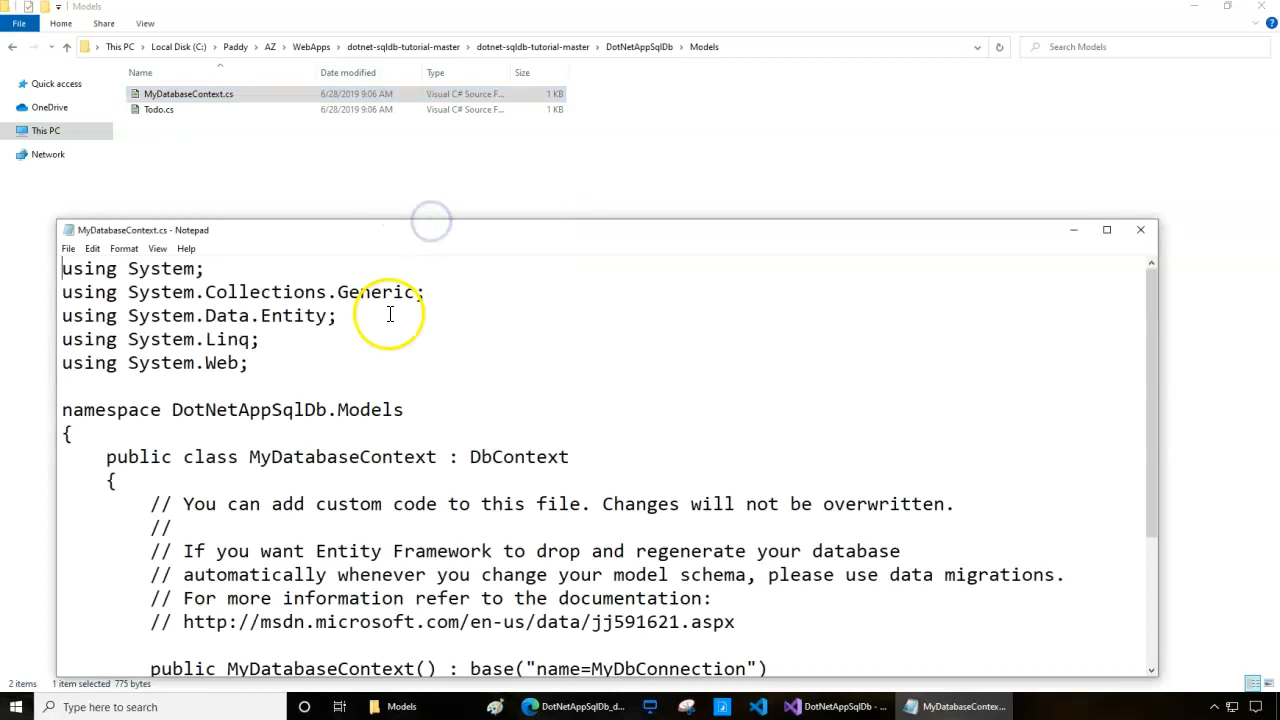 Models
File Home Share View
This PC Local Disk (C:) Paddy AZ WebApps dotnet-sqldb-tutorial-master dotnet-sqldb-tutorial-master DotNetAppSqlDb Models Search Models
Name Date modified Type Size
Quick access
OneDrive
This PC
Network
MyDatabaseContext.cs 6/28/2019 9:06 AM Visual C# Source F... 1 KB
Todo.cs 6/28/2019 9:06 AM Visual C# Source F... 1 KB
MyDatabaseContext.cs - Notepad
File Edit Format View Help
using System;
using System.Collections.Generic;
using System.Data.Entity;
using System.Linq;
using System.Web;
namespace DotNetAppSqlDb.Models
{
public class MyDatabaseContext : DbContext
{
// You can add custom code to this file. Changes will not be overwritten.
//
// If you want Entity Framework to drop and regenerate your database
// automatically whenever you change your model schema, please use data migrations.
// For more information refer to the documentation:
// http://msdn.microsoft.com/en-us/data/jj591621.aspx
public MyDatabaseContext() : base("name=MyDbConnection")
2 items 1 item selected 775 bytes
Type here to search Models DotNetAppSqlDb_d... DotNetAppSqlDb - ... MyDatabaseContex...